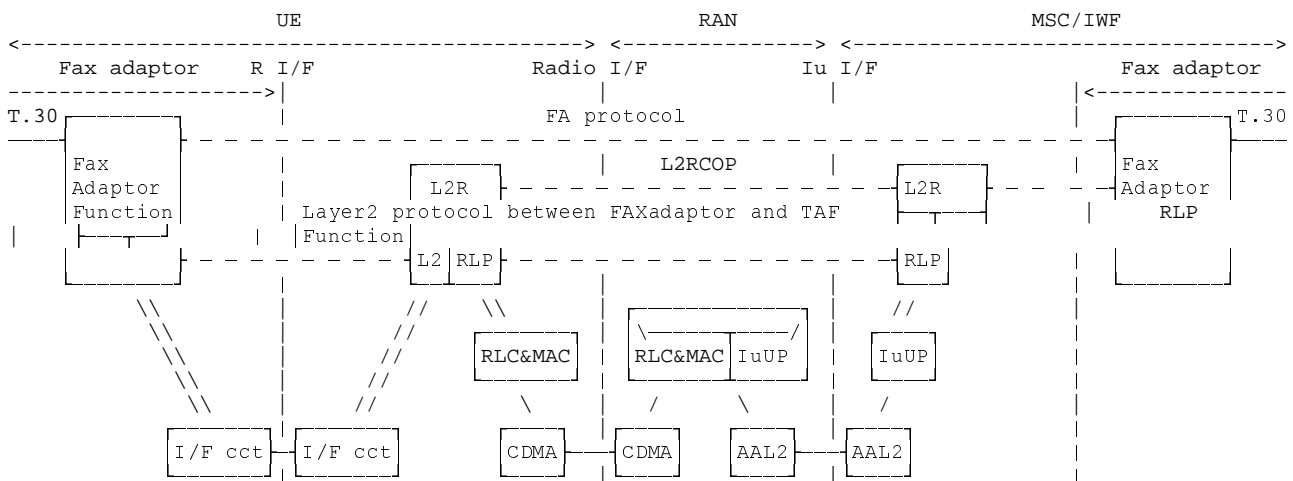 UE RAN MSC/IWF
Fax adaptor R I/F Radio I/F Iu I/F Fax adaptor
T.30 FA protocol T.30
Fax L2RCOP Fax
Adaptor L2R L2R Adaptor
Function Layer2 protocol between FAXadaptor and TAF RLP
Function
L2 RLP RLP
RLC&MAC RLC&MAC IuUP IuUP
I/F cct I/F cct CDMA CDMA AAL2 AAL2